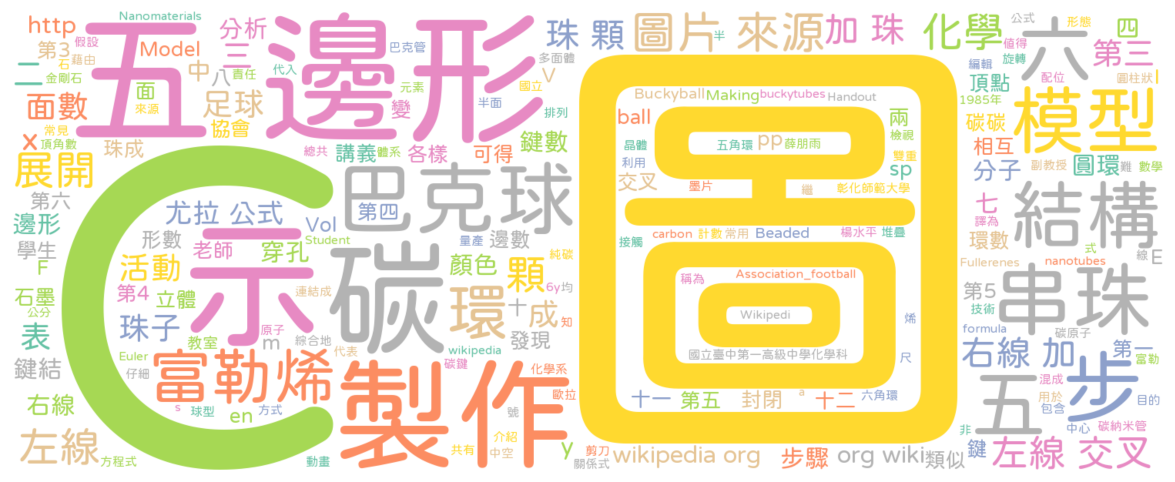 http
Nanomaterials
假設
第3
石
藉由
Model
分析
三
巴克管
二
金剛石
中
八
責任
代入
五邊形
多面體
珠 顆
圖片
半
來源
加 珠
化學
公式
形態
六
值得
旋轉
四
第三
面數
面
來源
足球
變
元素
國立
V
半面
排列
Buckyball
Making
buckytubes
Handout
頂點
編輯
配位
圓柱狀
I
1985年
模型
x
常見
頂角數
協會
ball
兩
檢視
碳碳
珠成
總共
講義
體系
各樣
可得
鍵數
晶體
五角環
pp
薛朋雨
雙重
相互
展開
利用
交叉
sp
分子
副教授
圓環
難
數學
第六
墨片
繼
彰化師範大學
七
譯為
結構
邊形
尤拉 公式
第四
巴克球
圖
形數
老師
穿孔
Vol
Student
量產
邊數
純碳
接觸
carbon
計數
常用
Beaded
楊水平
堆疊
環數
式
線
E
學生
F
活動
示
碳
顏色
稱為
Association_football
Fullerenes
nanotubes
石墨
公分
第4
立體
連結成
顆
6y
均
第5
串珠
C
環
十
成
知
Wikipedi
烯
技術
表
珠子
教室
原子
m
綜合地
發現
國立臺中第一高級中學化學科
尺
formula
碳原子
鍵結
Euler
仔細
富勒烯
代表
wikipedia
碳鍵
化學系
右線 加
第一
富勒
右線
s
球型
en
方式
製作
歐拉
號
十一
第五
封閉
a
十二
六角環
五
混成
用於
包含
步
目的
左線
方程式
動畫
共有
介紹
中空
y
剪刀
關係式
wikipedia org
步驟
org wiki
類似
非
鍵
中心
碳納米管
左線 交叉